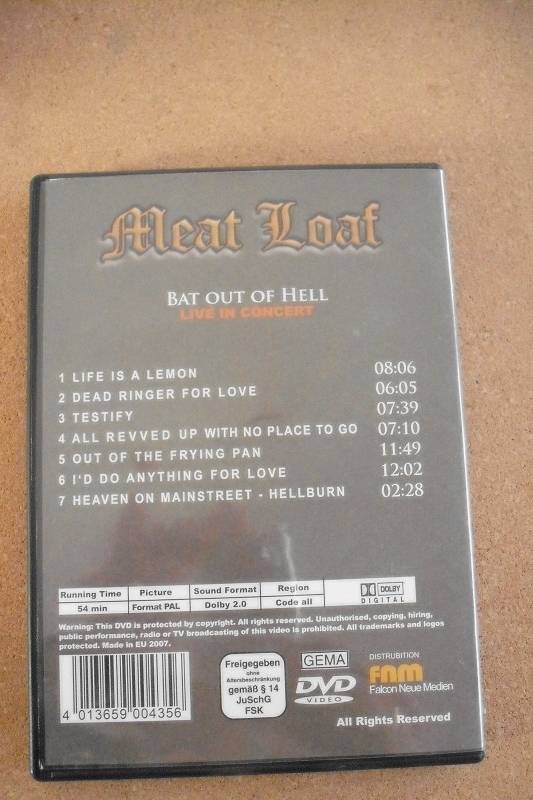 Meat Loaf
BAT OUT OF HELL
LIVE IN CONCERT
1 LIFE IS A LEMON 08:06
2 DEAD RINGER FOR LOVE 06:05
3 TESTIFY 07:39
4 ALL REVVED UP WITH NO PLACE TO GO 07:10
5 OUT OF THE FRYING PAN 11:49
6 I'D DO ANYTHING FOR LOVE 12:02
7 HEAVEN ON MAINSTREET - HELLBURN 02:28
Running Time Picture Sound Format Region
54 min Format PAL Dolby 2.0 Code all
DOLBY
DIGITAL
Warning: This DVD is protected by copyright. All rights reserved. Unauthorised, copying, hiring,
public performance, radio or TV broadcasting of this video is prohibited. All trademarks and logos
protected. Made in EU 2007.
4 013659 004356
Freigegeben
ohne
Altersbeschränkung
gemäß § 14
JuSchG
FSK
GEMA
DVD
VIDEO
DISTRUBITION
FNM
Falcon Neue Medien
All Rights Reserved